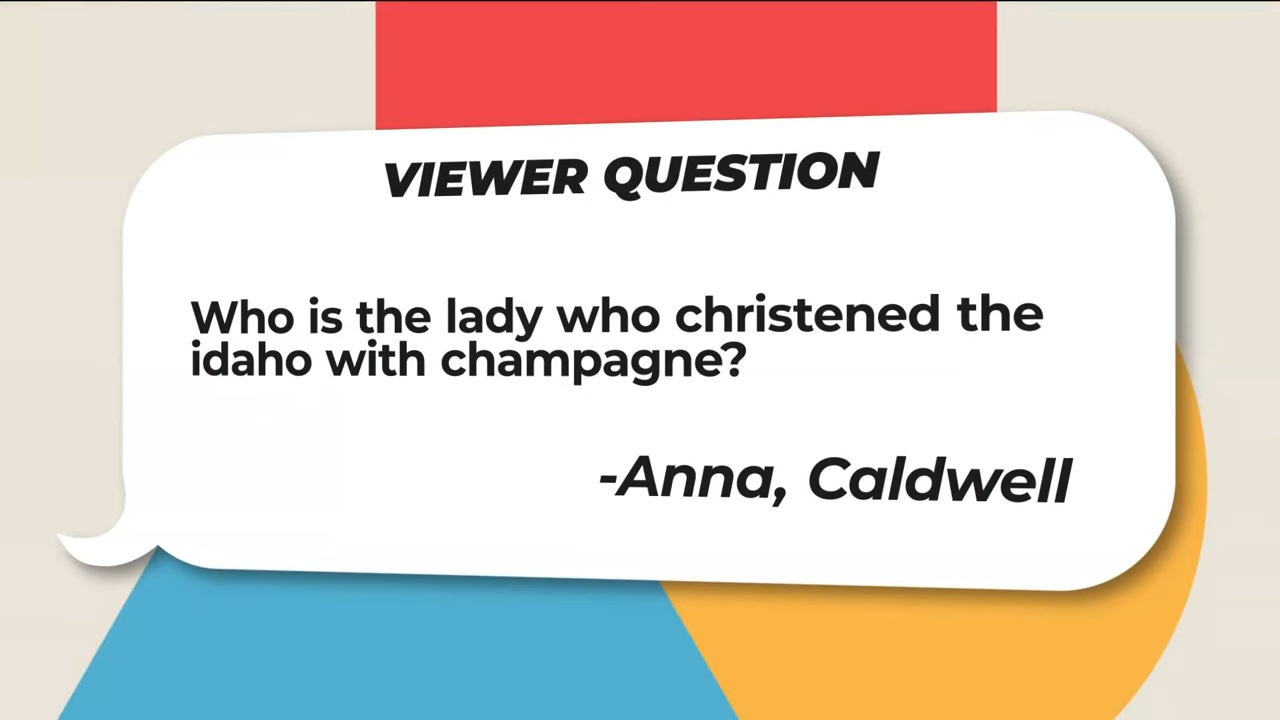 VIEWER QUESTION
Who is the lady who christened the
idaho with champagne?
-Anna, Caldwell